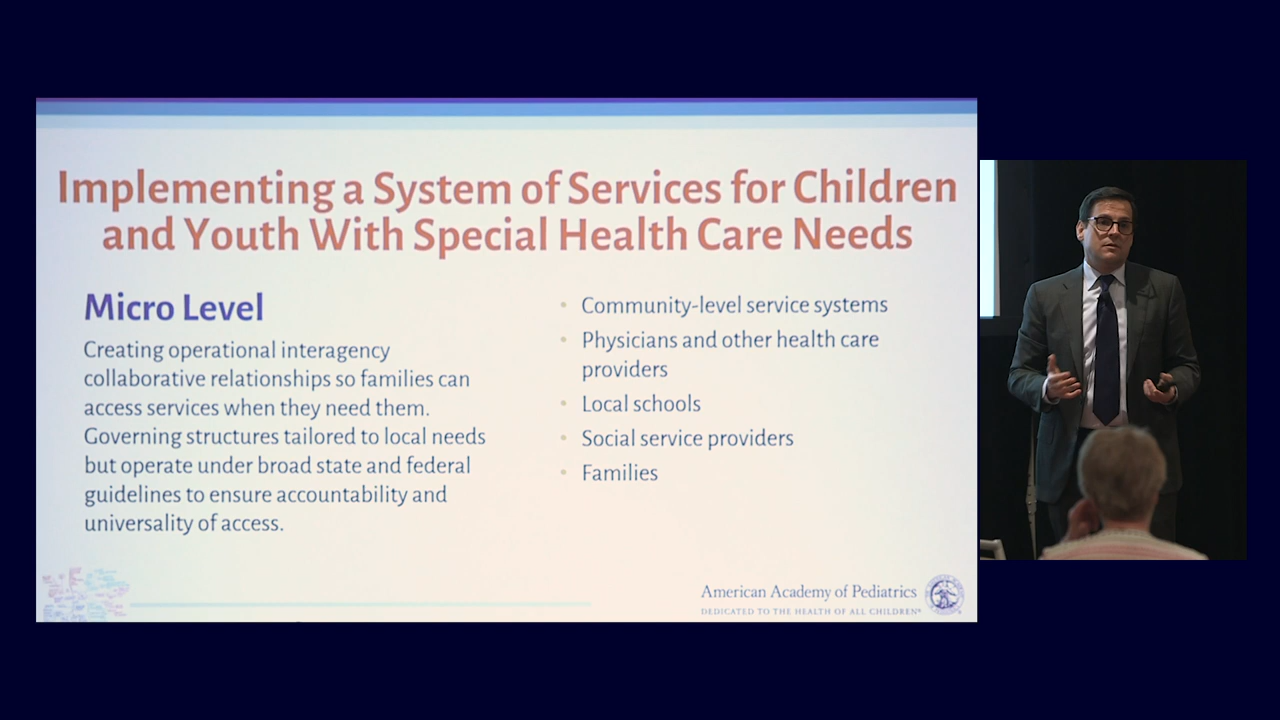 Implementing a System of Services for Children
and Youth With Special Health Care Needs
Micro Level
Creating operational interagency
collaborative relationships so families can
access services when they need them.
Governing structures tailored to local needs
but operate under broad state and federal
guidelines to ensure accountability and
universality of access.
• Community-level service systems
• Physicians and other health care
providers
• Local schools
• Social service providers
• Families
American Academy of Pediatrics
DEDICATED TO THE HEALTH OF ALL CHILDREN®